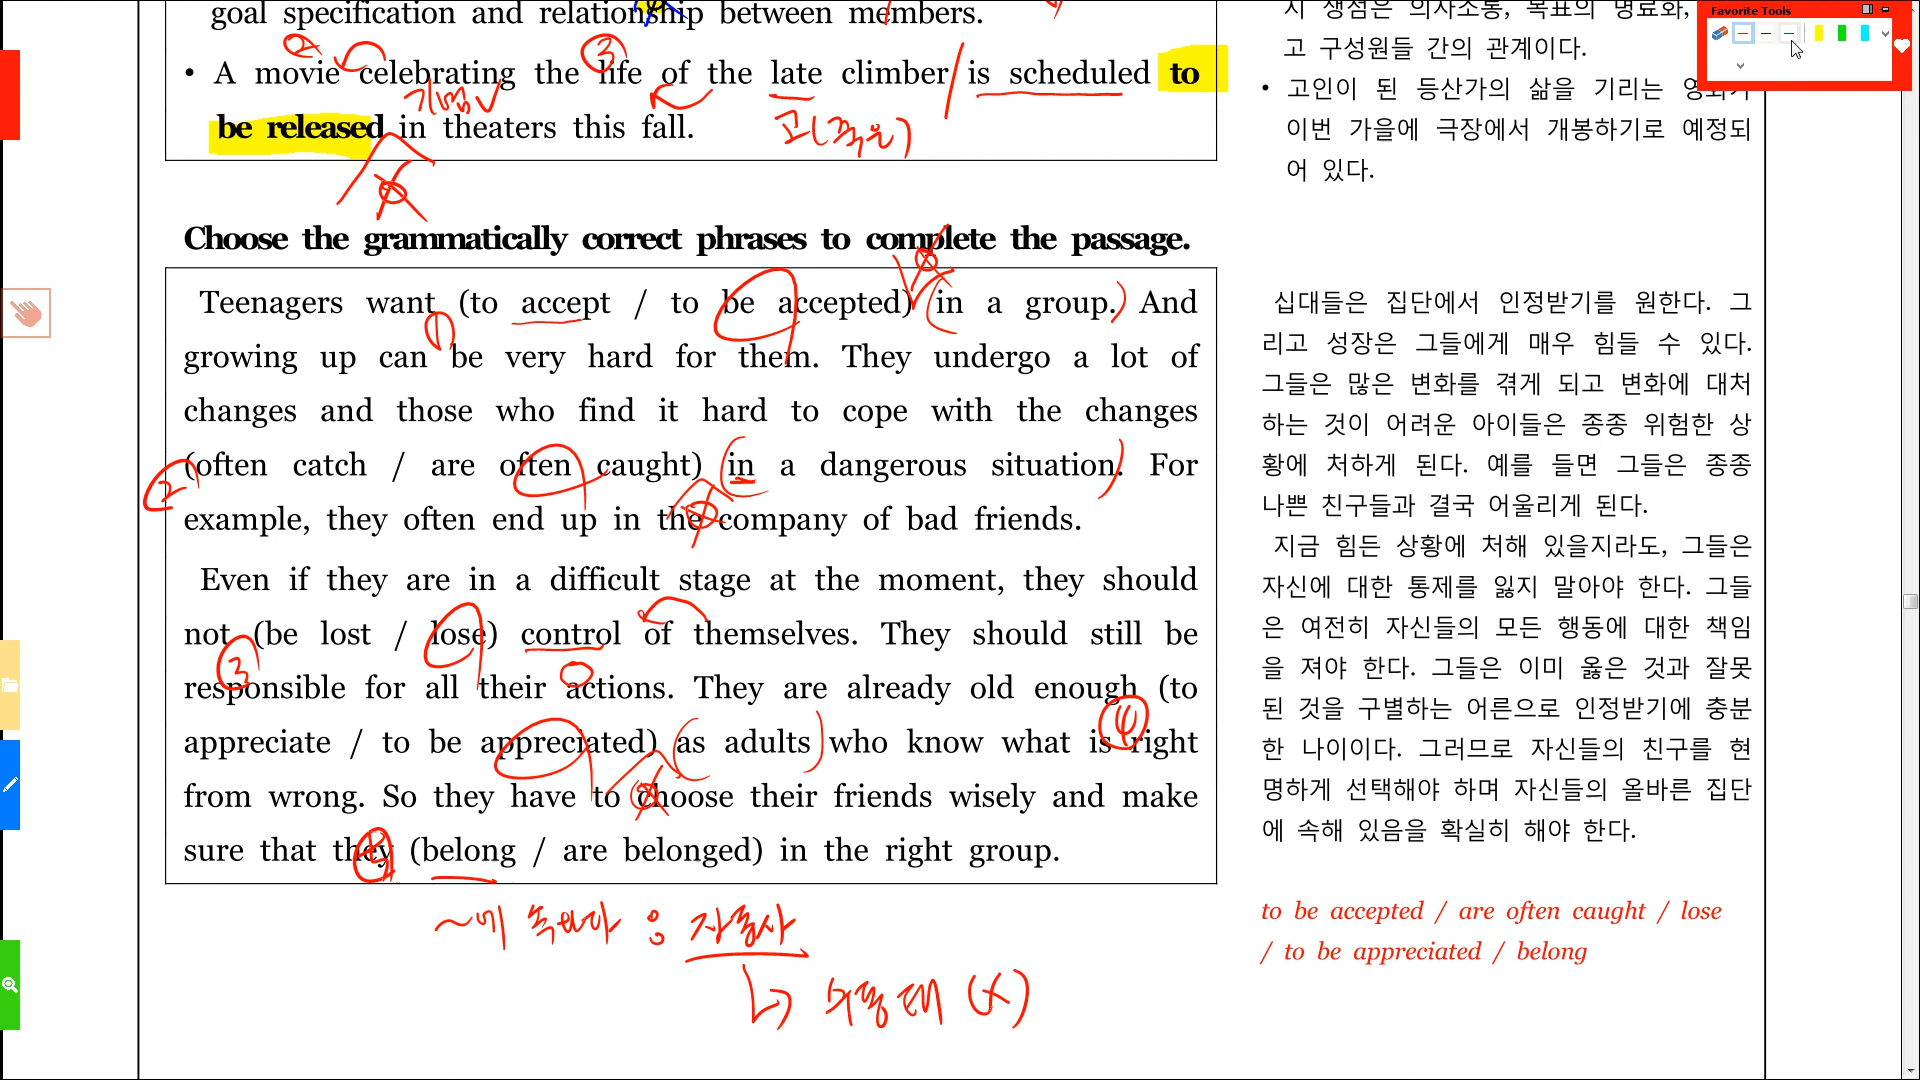 goal specification and relationship between members.
• A movie celebrating the life of the late climber is scheduled to
be released in theaters this fall.
② ③
기념
고(죽은)
Choose the grammatically correct phrases to complete the passage.
Teenagers want (to accept / to be accepted) in a group. And
①
growing up can be very hard for them. They undergo a lot of
changes and those who find it hard to cope with the changes
(often catch / are often caught) in a dangerous situation. For
②
example, they often end up in the company of bad friends.
Even if they are in a difficult stage at the moment, they should
not (be lost / lose) control of themselves. They should still be
③
responsible for all their actions. They are already old enough (to
④
appreciate / to be appreciated) as adults who know what is right
from wrong. So they have to choose their friends wisely and make
sure that they (belong / are belonged) in the right group.
⑤
~에 속하다 : 자동사
↳ 수동태 (X)
고 구성원들 간의 관계이다.
• 고인이 된 등산가의 삶을 기리는 영화가
이번 가을에 극장에서 개봉하기로 예정되
어 있다.
십대들은 집단에서 인정받기를 원한다. 그
리고 성장은 그들에게 매우 힘들 수 있다.
그들은 많은 변화를 겪게 되고 변화에 대처
하는 것이 어려운 아이들은 종종 위험한 상
황에 처하게 된다. 예를 들면 그들은 종종
나쁜 친구들과 결국 어울리게 된다.
지금 힘든 상황에 처해 있을지라도, 그들은
자신에 대한 통제를 잃지 말아야 한다. 그들
은 여전히 자신들의 모든 행동에 대한 책임
을 져야 한다. 그들은 이미 옳은 것과 잘못
된 것을 구별하는 어른으로 인정받기에 충분
한 나이이다. 그러므로 자신들의 친구를 현
명하게 선택해야 하며 자신들의 올바른 집단
에 속해 있음을 확실히 해야 한다.
to be accepted / are often caught / lose
/ to be appreciated / belong
Favorite Tools